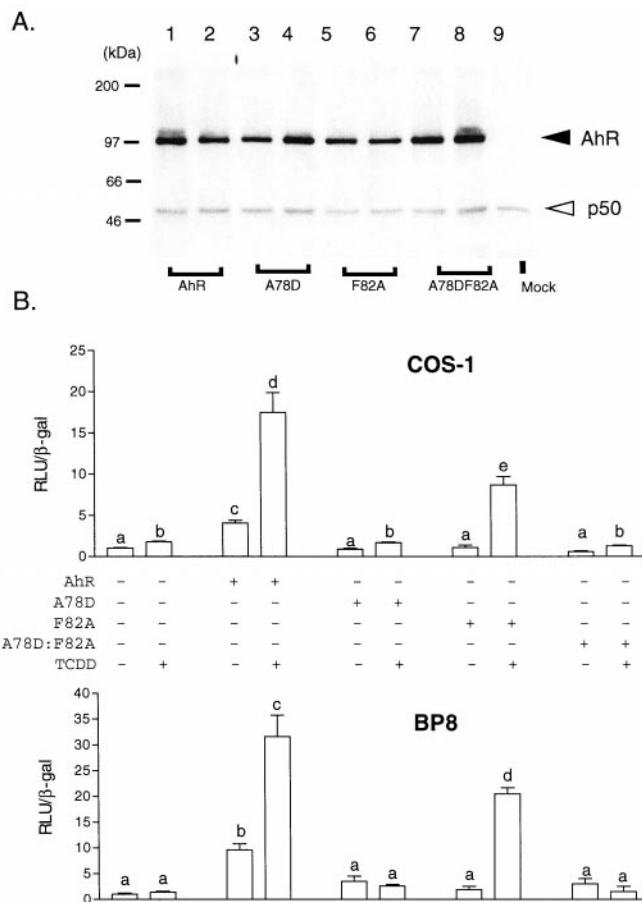 A.
(kDa) 1 2 3 4 5 6 7 8 9
200
97 AhR
66
46 p50
AhR A78D F82A A78DF82A Mock
B.
COS-1
RLU/β-gal
25
20
15
10
5
0
a b c d a b a e a b
AhR - - + + - - - - - -
A78D - - - - + + - - - -
F82A - - - - - - + + - -
A78D:F82A - - - - - - - - + +
TCDD - + - + - + - + - +
BP8
RLU/β-gal
40
35
30
25
20
15
10
5
0
a a b c a a a d a a